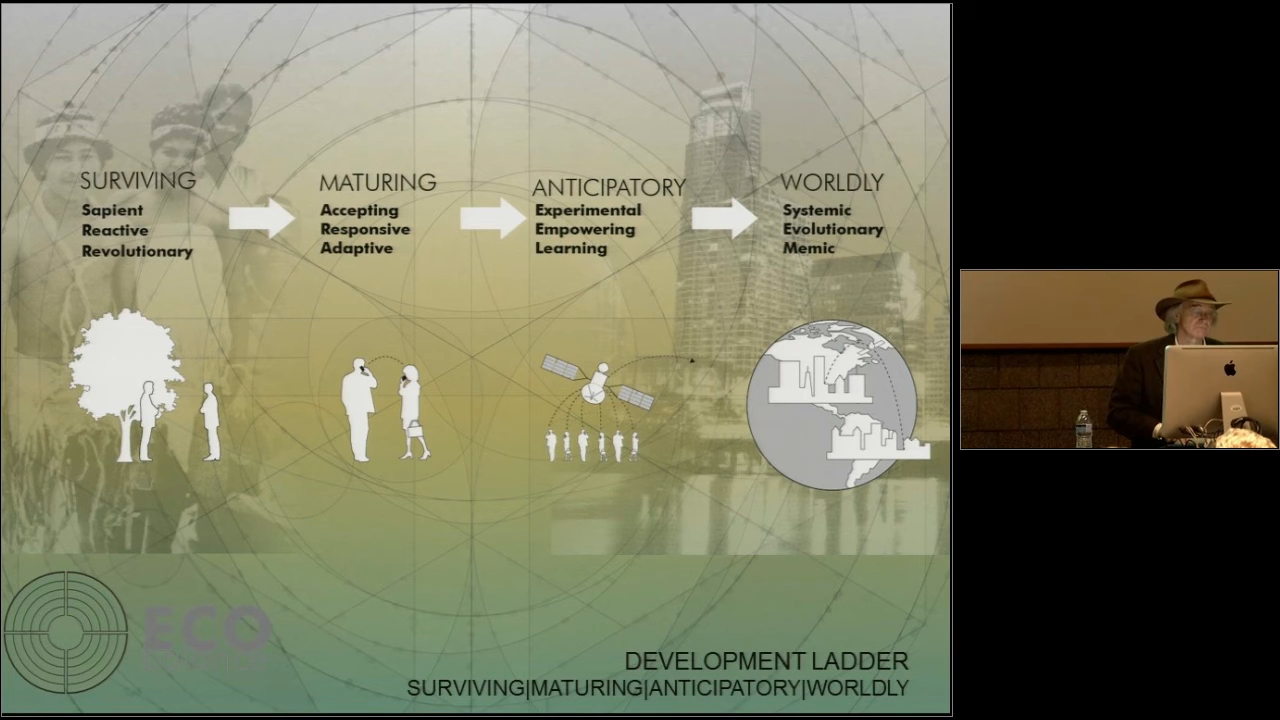 SURVIVING
Sapient
Reactive
Revolutionary
MATURING
Accepting
Responsive
Adaptive
ANTICIPATORY
Experimental
Empowering
Learning
WORLDLY
Systemic
Evolutionary
Memic
ECO
DEVELOPMENT LADDER
SURVIVING|MATURING|ANTICIPATORY|WORLDLY